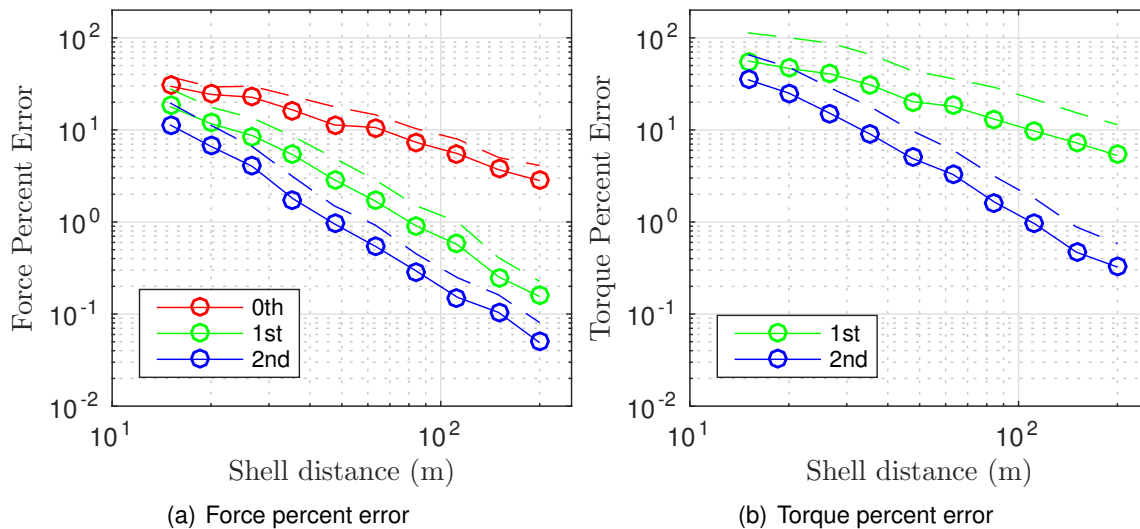 Force Percent Error
10^2
10^1
10^0
10^-1
10^-2
0th
1st
2nd
10^1
10^2
Shell distance (m)
(a) Force percent error
Torque Percent Error
10^2
10^1
10^0
10^-1
10^-2
1st
2nd
10^1
10^2
Shell distance (m)
(b) Torque percent error